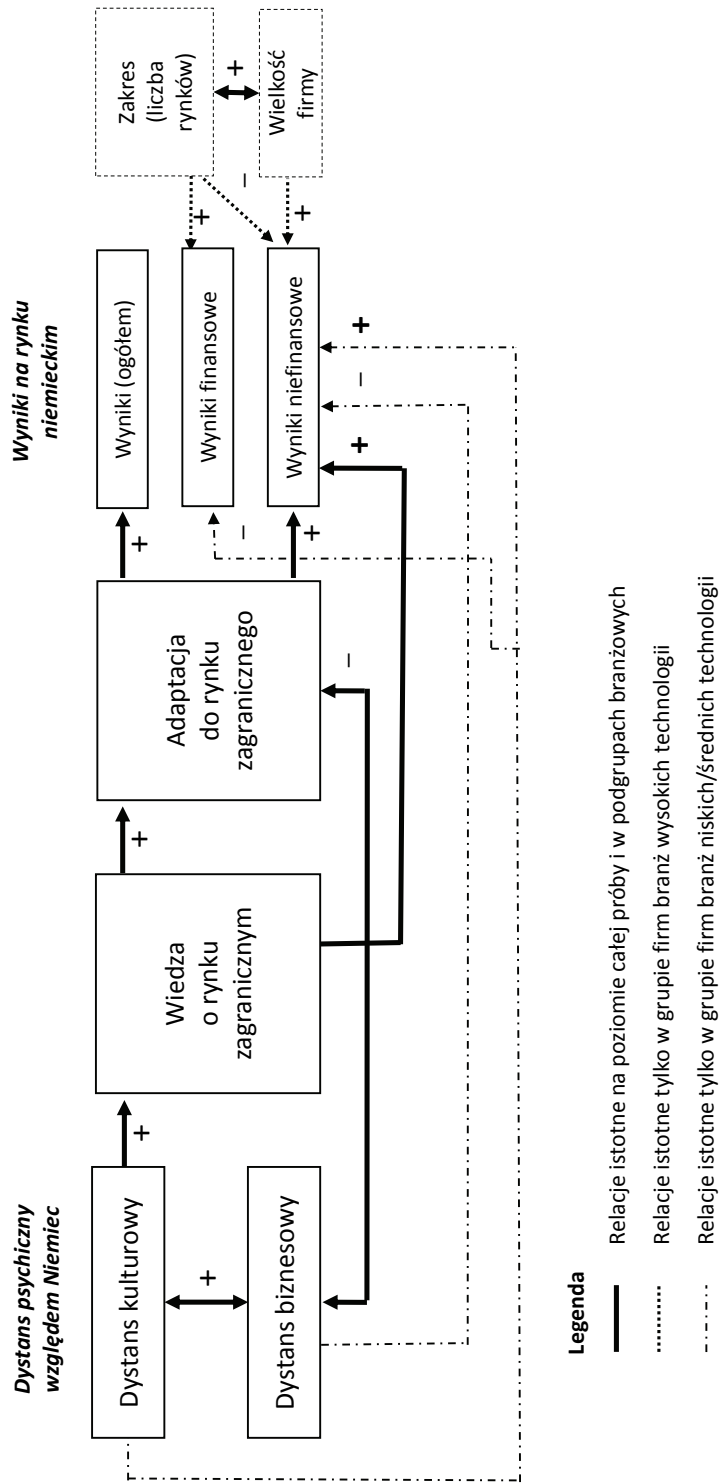 Dystans psychiczny
względem Niemiec
Wyniki na rynku
niemieckim
Dystans kulturowy
+
Dystans biznesowy
+
Wiedza
o rynku
zagranicznym
+
Adaptacja
do rynku
zagranicznego
–
+
+
Wyniki (ogółem)
Wyniki finansowe
–
Wyniki niefinansowe
+
–
+
Zakres
(liczba
rynków)
+
Wielkość
firmy
+
–
+
Legenda
Relacje istotne na poziomie całej próby i w podgrupach branżowych
Relacje istotne tylko w grupie firm branż wysokich technologii
Relacje istotne tylko w grupie firm branż niskich/średnich technologii